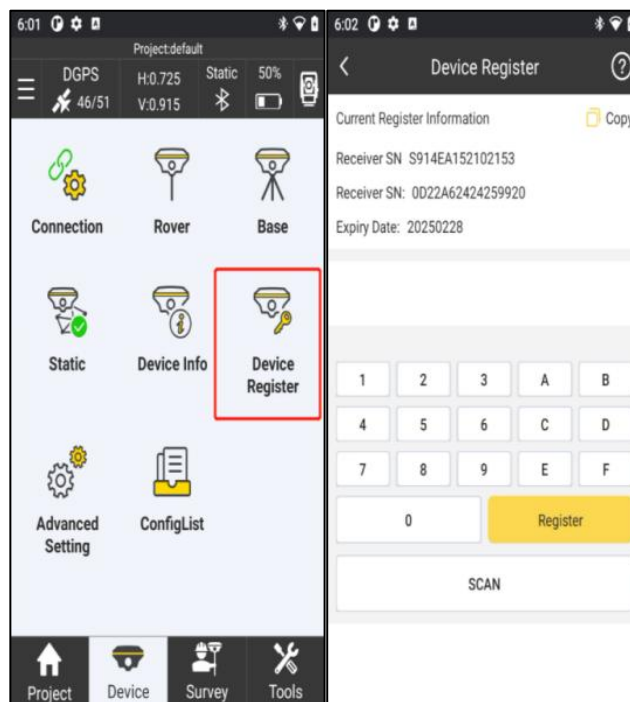 6:01
Project:default
DGPS
46/51
H:0.725
V:0.915
Static
50%
Connection
Rover
Base
Static
Device Info
Device
Register
Advanced
Setting
ConfigList
Project
Device
Survey
Tools
6:02
Device Register
?
Current Register Information
Copy
Receiver SN S914EA152102153
Receiver SN: 0D22A62424259920
Expiry Date: 20250228
1 2 3 A B
4 5 6 C D
7 8 9 E F
0 Register
SCAN